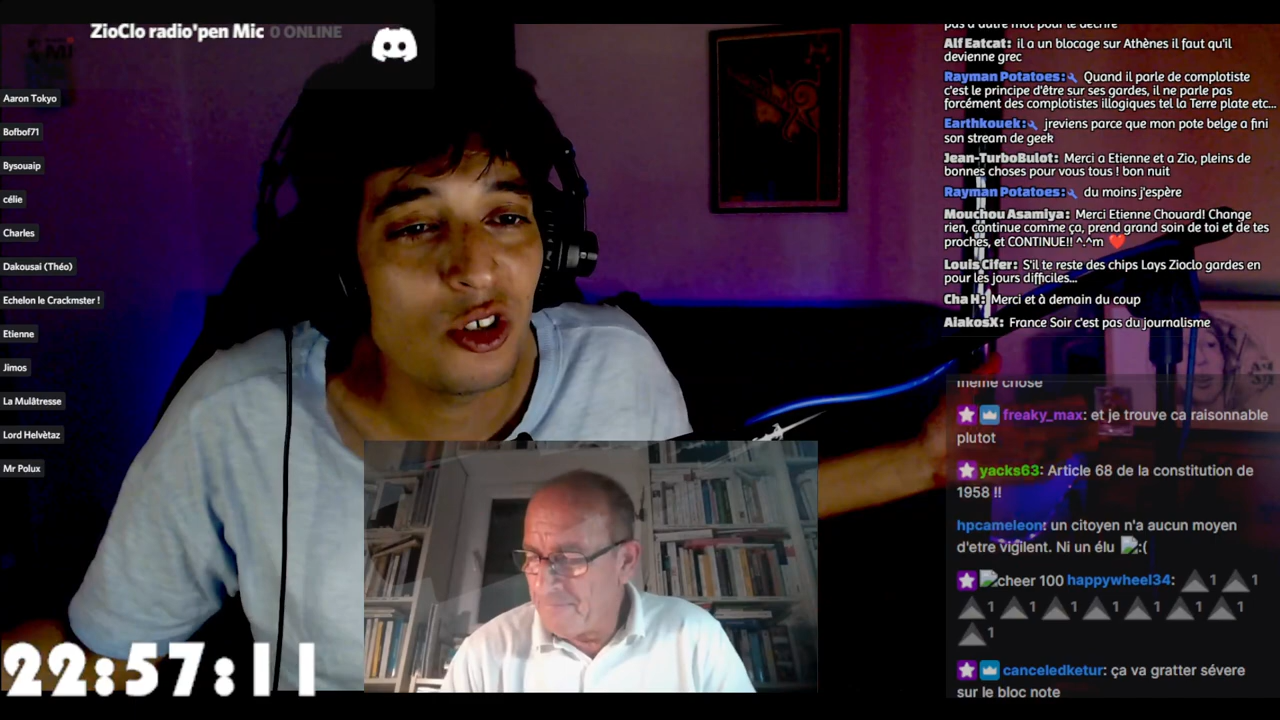 ZioClo radio'pen Mic 0 ONLINE
Aaron Tokyo
Bofbof71
Bysouaip
célie
Charles
Dakousai (Théo)
Echelon le Crackmster !
Etienne
Jimos
La Mulâtresse
Lord Helvètaz
Mr Polux
22:57:11
pas d'autre mot pour le décrire
Alf Eatcat: il a un blocage sur Athènes il faut qu'il
devienne grec
Rayman Potatoes: Quand il parle de complotiste
c'est le principe d'être sur ses gardes, il ne parle pas
forcément des complotistes illogiques tel la Terre plate etc...
Earthkouek: jreviens parce que mon pote belge a fini
son stream de geek
Jean-TurboBulot: Merci a Etienne et a Zio, pleins de
bonnes choses pour vous tous ! bon nuit
Rayman Potatoes: du moins j'espère
Mouchou Asamiya: Merci Etienne Chouard! Change
rien, continue comme ça, prend grand soin de toi et de tes
proches, et CONTINUE!! ^.^m ❤️
Louis Cifer: S'il te reste des chips Lays Zioclo gardes en
pour les jours difficiles...
Cha H: Merci et à demain du coup
AiakosX: France Soir c'est pas du journalisme
meme chose
freaky_max: et je trouve ca raisonnable
plutot
yacks63: Article 68 de la constitution de
1958 !!
hpcameleon: un citoyen n'a aucun moyen
d'etre vigilent. Ni un élu :(
cheer 100 happywheel34: 1 1
1 1 1 1 1 1 1
1
canceledketur: ça va gratter sévere
sur le bloc note